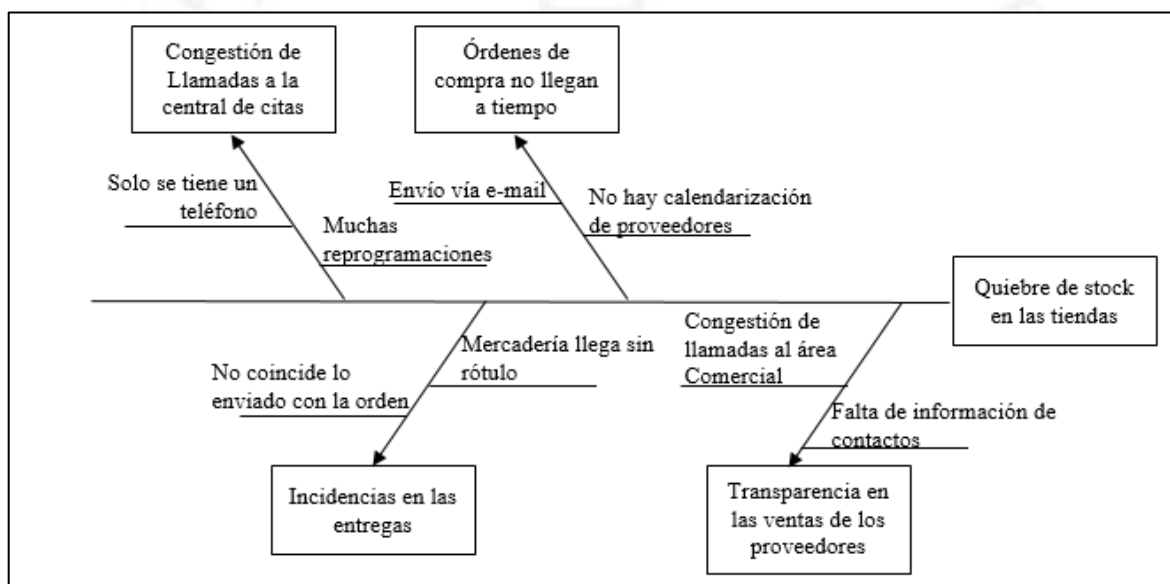 Congestión de
Llamadas a la
central de citas
Órdenes de
compra no llegan
a tiempo
Solo se tiene un
teléfono
Muchas
reprogramaciones
Envío vía e-mail
No hay calendarización
de proveedores
Quiebre de stock
en las tiendas
No coincide lo
enviado con la orden
Mercadería llega sin
rótulo
Congestión de
llamadas al área
Comercial
Falta de información de
contactos
Incidencias en las
entregas
Transparencia en
las ventas de los
proveedores